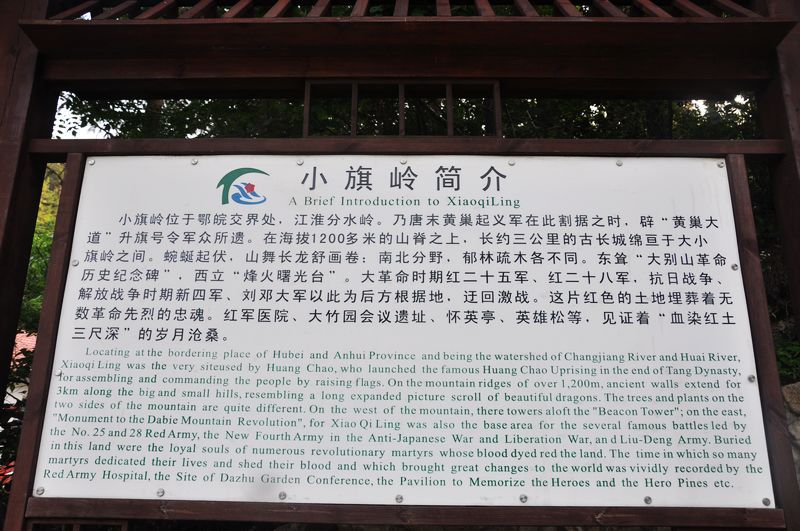 小旗岭简介
A Brief Introduction to XiaoqiLing
小旗岭位于鄂皖交界处，江淮分水岭。乃唐末黄巢起义军在此割据之时，辟“黄巢大
道”升旗号令军众所遗。在海拔1200多米的山脊之上，长约三公里的古长城绵亘于大小
旗岭之间。蜿蜒起伏，山舞长龙舒画卷；南北分野，郁林疏木各不同。东耸“大别山革命
历史纪念碑”，西立“烽火曙光台”。大革命时期红二十五军、红二十八军，抗日战争、
解放战争时期新四军、刘邓大军以此为后方根据地，迂回激战。这片红色的土地埋葬着无
数革命先烈的忠魂。红军医院、大竹园会议遗址、怀英亭、英雄松等，见证着“血染红土
三尺深”的岁月沧桑。
Locating at the bordering place of Hubei and Anhui Province and being the watershed of Changjiang River and Huai River,
Xiaoqi Ling was the very siteused by Huang Chao, who launched the famous Huang Chao Uprising in the end of Tang Dynasty,
for assembling and commanding the people by raising flags. On the mountain ridges of over 1,200m, ancient walls extend for
3km along the big and small hills, resembling a long expanded picture scroll of beautiful dragons. The trees and plants on the
two sides of the mountain are quite different. On the west of the mountain, there towers aloft the "Beacon Tower"; on the east,
"Monument to the Dabie Mountain Revolution", for Xiao Qi Ling was also the base area for the several famous battles led by
the No. 25 and 28 Red Army, the New Fourth Army in the Anti-Japanese War and Liberation War, an d Liu-Deng Army. Buried
in this land were the loyal souls of numerous revolutionary martyrs whose blood dyed red the land. The time in which so many
martyrs dedicated their lives and shed their blood and which brought great changes to the world was vividly recorded by the
Red Army Hospital, the Site of Dazhu Garden Conference, the Pavilion to Memorize the Heroes and the Hero Pines etc.